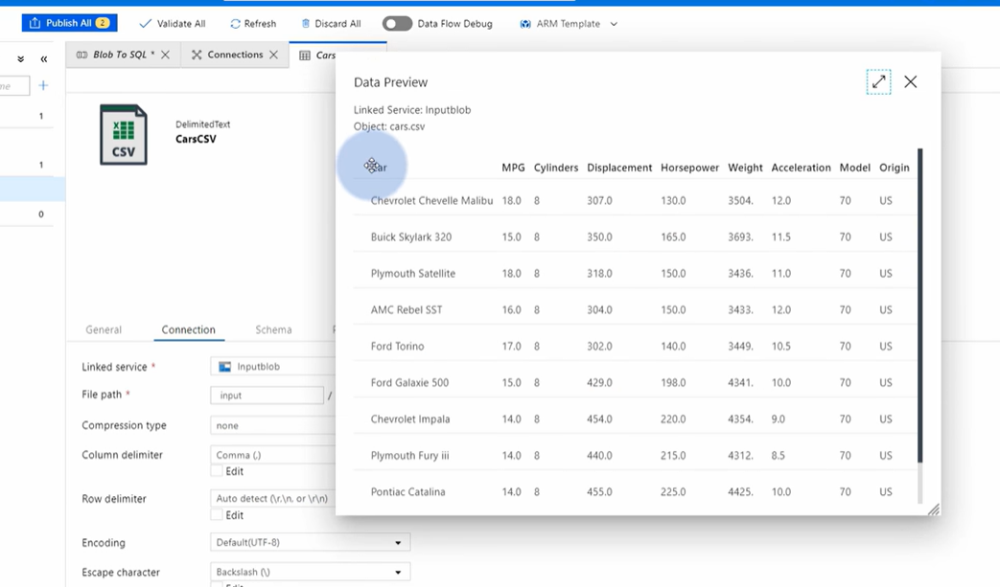 Publish All 2 Validate All Refresh Discard All Data Flow Debug ARM Template
Blob To SQL * Connections Cars
me
1
1
0
DelimitedText
CarsCSV
CSV
General Connection Schema
Linked service * Inputblob
File path * input /
Compression type none
Column delimiter Comma (,)
Edit
Row delimiter Auto detect (\r,\n, or \r\n)
Edit
Encoding Default(UTF-8)
Escape character Backslash (\)
Edit
Data Preview
Linked Service: Inputblob
Object: cars.csv
Car MPG Cylinders Displacement Horsepower Weight Acceleration Model Origin
Chevrolet Chevelle Malibu 18.0 8 307.0 130.0 3504. 12.0 70 US
Buick Skylark 320 15.0 8 350.0 165.0 3693. 11.5 70 US
Plymouth Satellite 18.0 8 318.0 150.0 3436. 11.0 70 US
AMC Rebel SST 16.0 8 304.0 150.0 3433. 12.0 70 US
Ford Torino 17.0 8 302.0 140.0 3449. 10.5 70 US
Ford Galaxie 500 15.0 8 429.0 198.0 4341. 10.0 70 US
Chevrolet Impala 14.0 8 454.0 220.0 4354. 9.0 70 US
Plymouth Fury iii 14.0 8 440.0 215.0 4312. 8.5 70 US
Pontiac Catalina 14.0 8 455.0 225.0 4425. 10.0 70 US